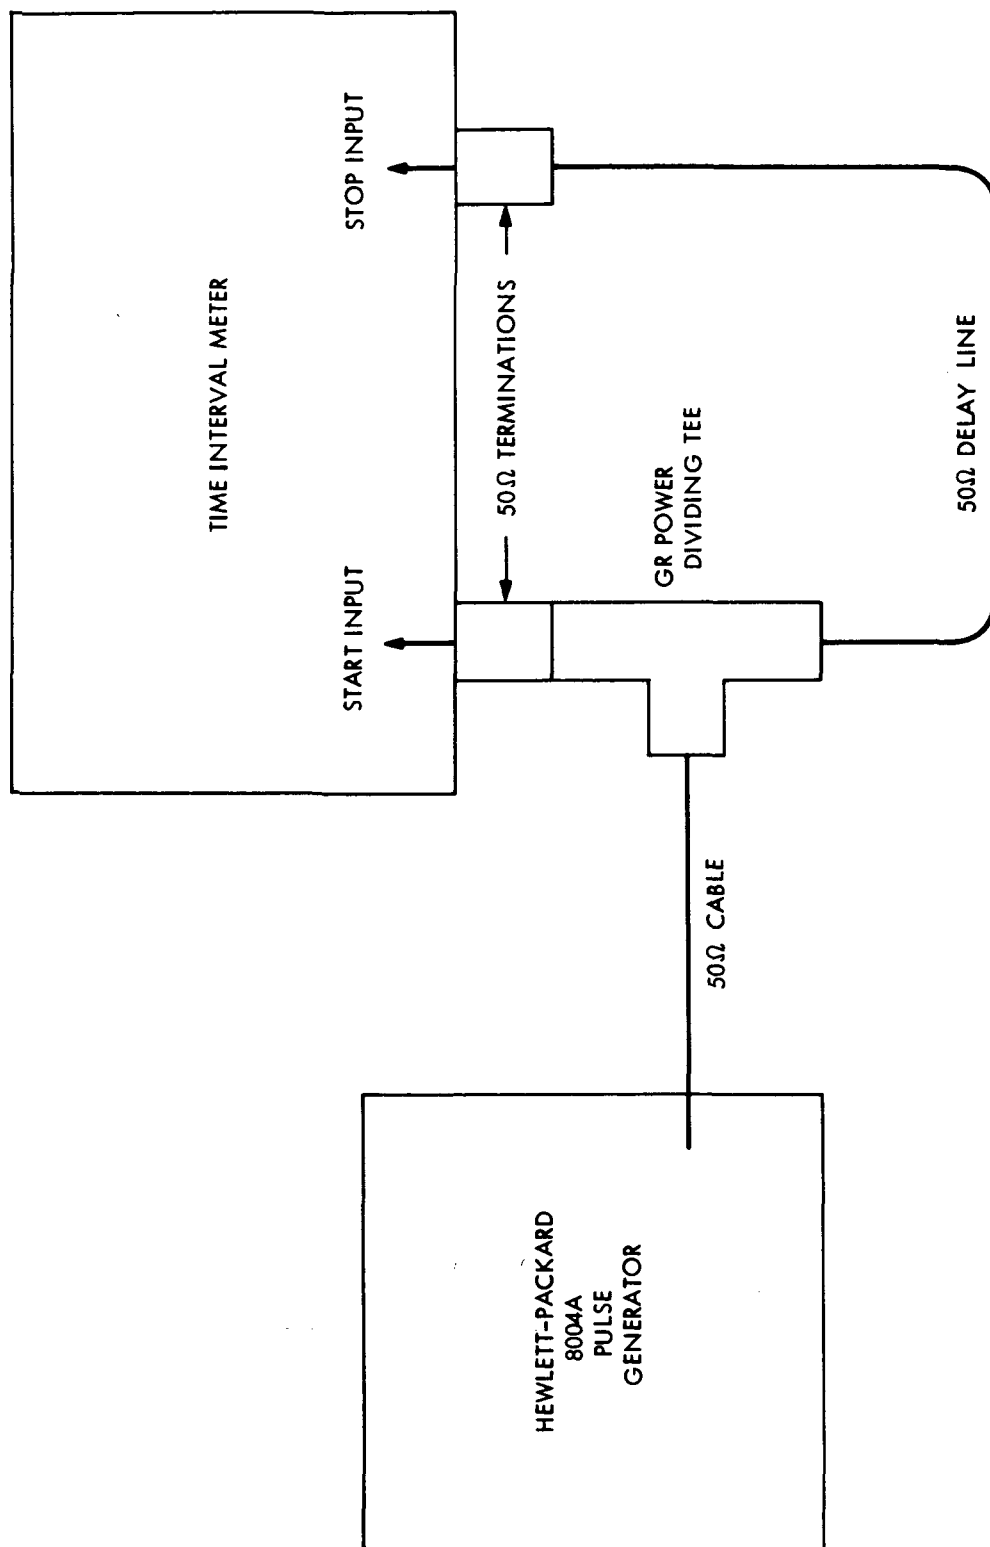 HEWLETT-PACKARD
8004A
PULSE
GENERATOR
50Ω CABLE
START INPUT
TIME INTERVAL METER
STOP INPUT
50Ω TERMINATIONS
GR POWER
DIVIDING TEE
50Ω DELAY LINE